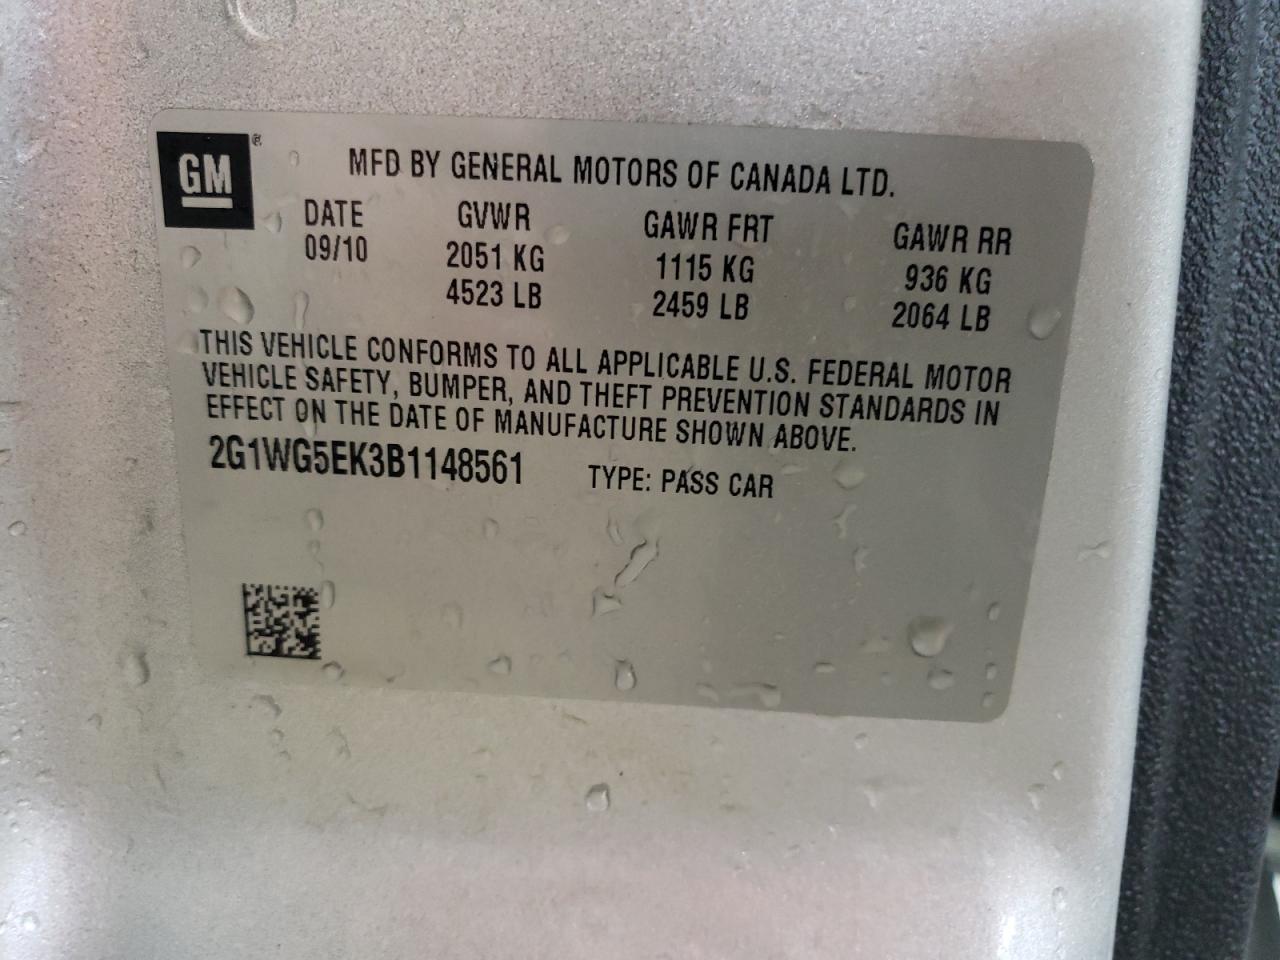 GM ®
MFD BY GENERAL MOTORS OF CANADA LTD.
DATE GVWR GAWR FRT GAWR RR
09/10 2051 KG 1115 KG 936 KG
4523 LB 2459 LB 2064 LB
THIS VEHICLE CONFORMS TO ALL APPLICABLE U.S. FEDERAL MOTOR
VEHICLE SAFETY, BUMPER, AND THEFT PREVENTION STANDARDS IN
EFFECT ON THE DATE OF MANUFACTURE SHOWN ABOVE.
2G1WG5EK3B1148561 TYPE: PASS CAR